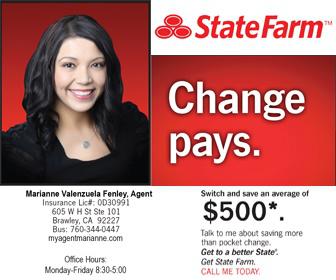 StateFarm™
Change
pays.
Marianne Valenzuela Fenley, Agent
Insurance Lic#: 0D30991
605 W H St Ste 101
Brawley, CA 92227
Bus: 760-344-0447
myagentmarianne.com
Office Hours:
Monday-Friday 8:30-5:00
Switch and save an average of
$500*.
Talk to me about saving more
than pocket change.
Get to a better State®.
Get State Farm.
CALL ME TODAY.